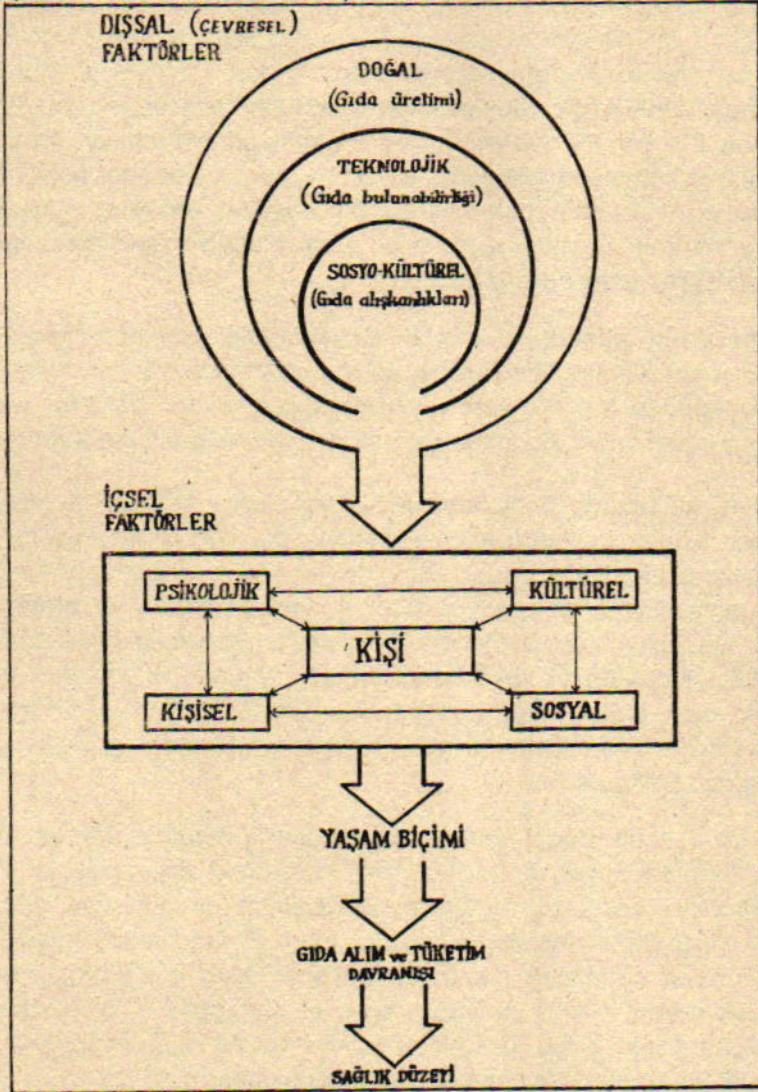 DIŞSAL (ÇEVRESEL)
FAKTÖRLER
DOĞAL
(Gıda üretimi)
TEKNOLOJİK
(Gıda bulunabilirliği)
SOSYO-KÜLTÜREL
(Gıda alışkanlıkları)
İÇSEL
FAKTÖRLER
PSİKOLOJİK
KÜLTÜREL
KİŞİ
KİŞİSEL
SOSYAL
YAŞAM BİÇİMİ
GIDA ALIM ve TÜKETİM
DAVRANIŞI
SAĞLIK DÜZEYİ